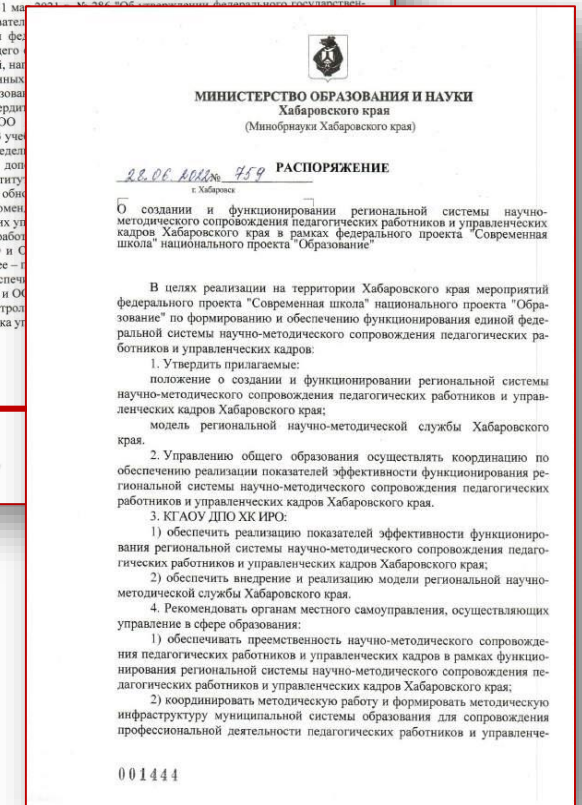 1 мая 2021 г. № 286 "Об утверждении федерального государствен-
МИНИСТЕРСТВО ОБРАЗОВАНИЯ И НАУКИ
Хабаровского края
(Минобрнауки Хабаровского края)
РАСПОРЯЖЕНИЕ
28.06.2022 № 759
г. Хабаровск
О создании и функционировании региональной системы научно-
методического сопровождения педагогических работников и управленческих
кадров Хабаровского края в рамках федерального проекта "Современная
школа" национального проекта "Образование"
В целях реализации на территории Хабаровского края мероприятий
федерального проекта "Современная школа" национального проекта "Обра-
зование" по формированию и обеспечению функционирования единой феде-
ральной системы научно-методического сопровождения педагогических ра-
ботников и управленческих кадров:
1. Утвердить прилагаемые:
положение о создании и функционировании региональной системы
научно-методического сопровождения педагогических работников и управ-
ленческих кадров Хабаровского края;
модель региональной научно-методической службы Хабаровского
края.
2. Управлению общего образования осуществлять координацию по
обеспечению реализации показателей эффективности функционирования ре-
гиональной системы научно-методического сопровождения педагогических
работников и управленческих кадров Хабаровского края.
3. КГАОУ ДПО ХК ИРО:
1) обеспечить реализацию показателей эффективности функциониро-
вания региональной системы научно-методического сопровождения педаго-
гических работников и управленческих кадров Хабаровского края;
2) обеспечить внедрение и реализацию модели региональной научно-
методической службы Хабаровского края.
4. Рекомендовать органам местного самоуправления, осуществляющих
управление в сфере образования:
1) обеспечивать преемственность научно-методического сопровожде-
ния педагогических работников и управленческих кадров в рамках функцио-
нирования региональной системы научно-методического сопровождения пе-
дагогических работников и управленческих кадров Хабаровского края;
2) координировать методическую работу и формировать методическую
инфраструктуру муниципальной системы образования для сопровождения
профессиональной деятельности педагогических работников и управленче-
001444